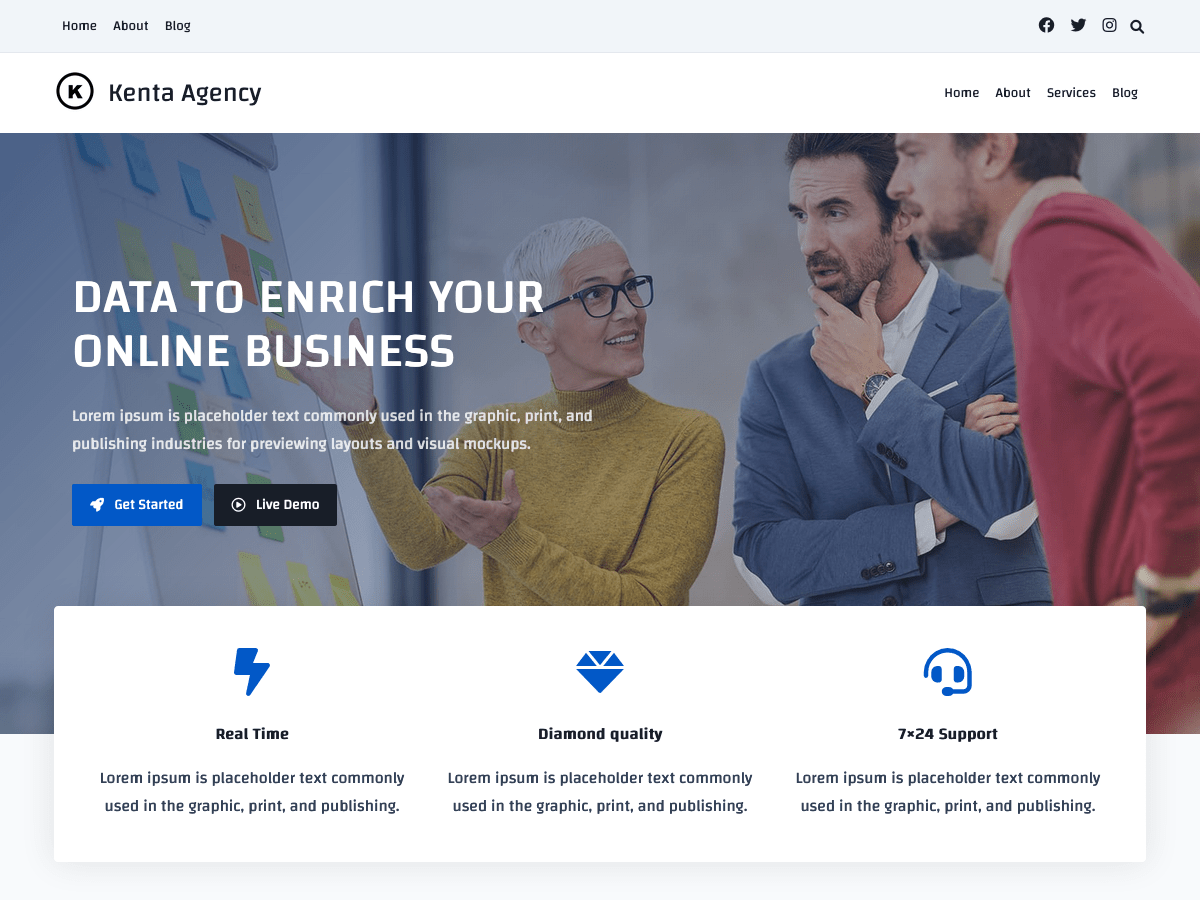 Home About Blog
K Kenta Agency
Home About Services Blog
DATA TO ENRICH YOUR
ONLINE BUSINESS
Lorem ipsum is placeholder text commonly used in the graphic, print, and
publishing industries for previewing layouts and visual mockups.
Get Started
Live Demo
Real Time
Lorem ipsum is placeholder text commonly
used in the graphic, print, and publishing.
Diamond quality
Lorem ipsum is placeholder text commonly
used in the graphic, print, and publishing.
7×24 Support
Lorem ipsum is placeholder text commonly
used in the graphic, print, and publishing.